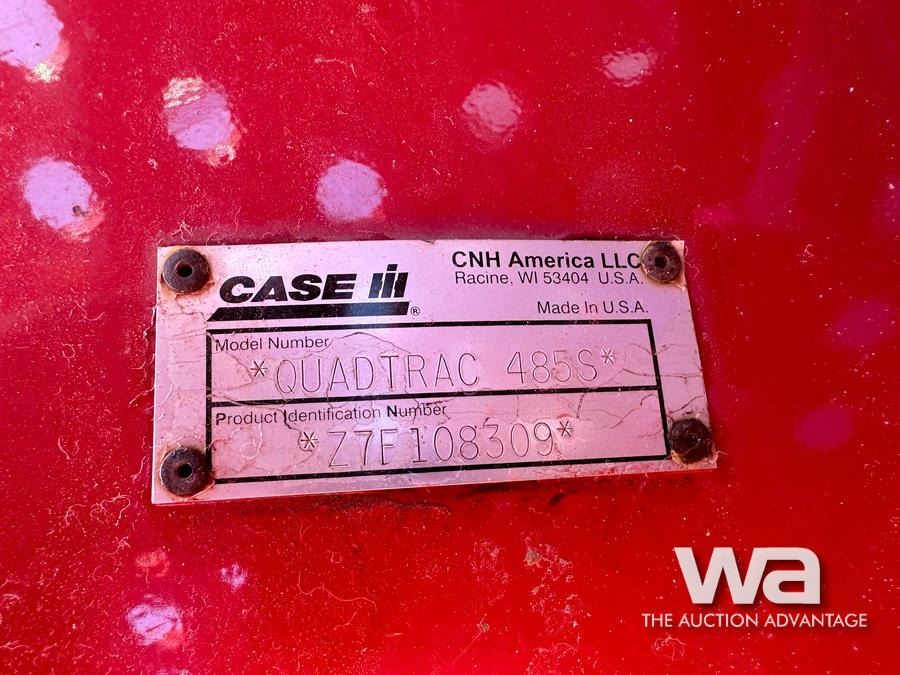 CASE IH®
CNH America LLC
Racine, WI 53404 U.S.A.
Made In U.S.A.
Model Number
*QUADTRAC 485S*
Product Identification Number
*Z7F108309*
wa
THE AUCTION ADVANTAGE